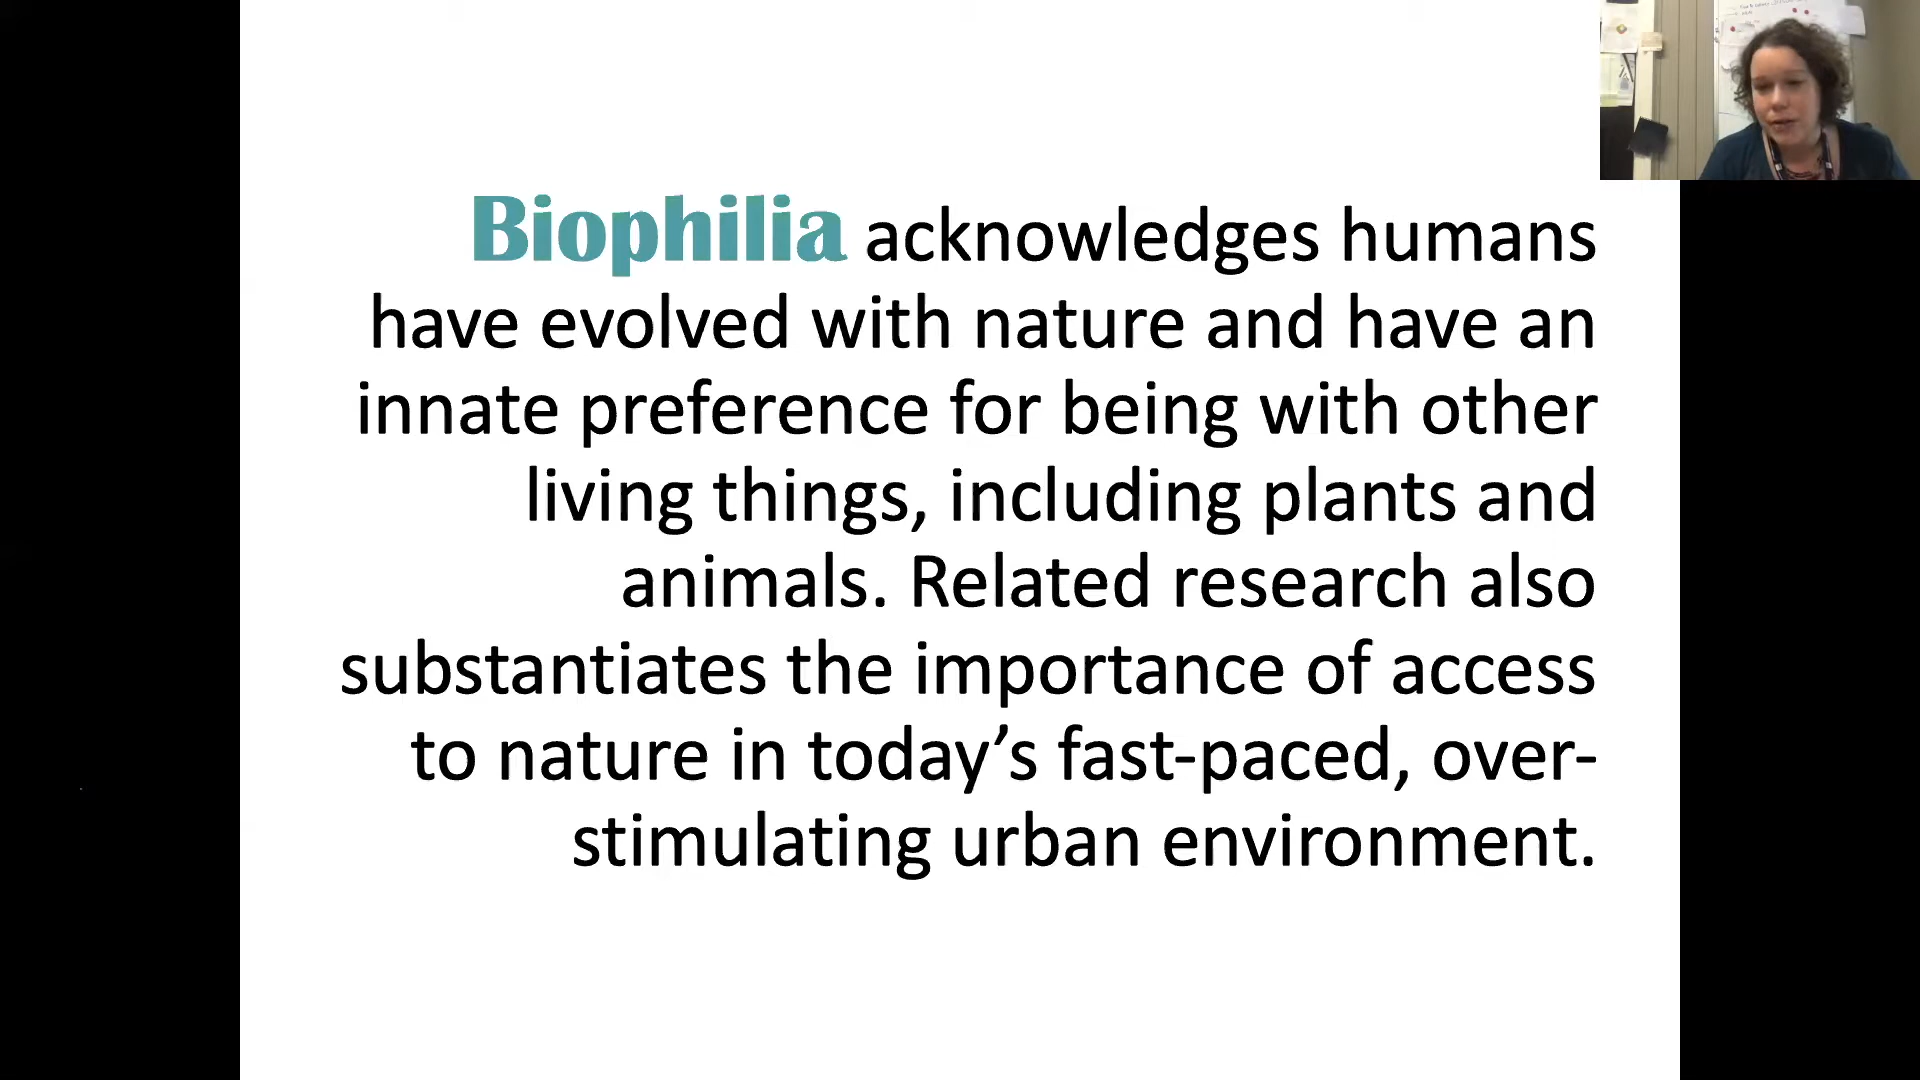 Biophilia acknowledges humans
have evolved with nature and have an
innate preference for being with other
living things, including plants and
animals. Related research also
substantiates the importance of access
to nature in today’s fast-paced, over-
stimulating urban environment.